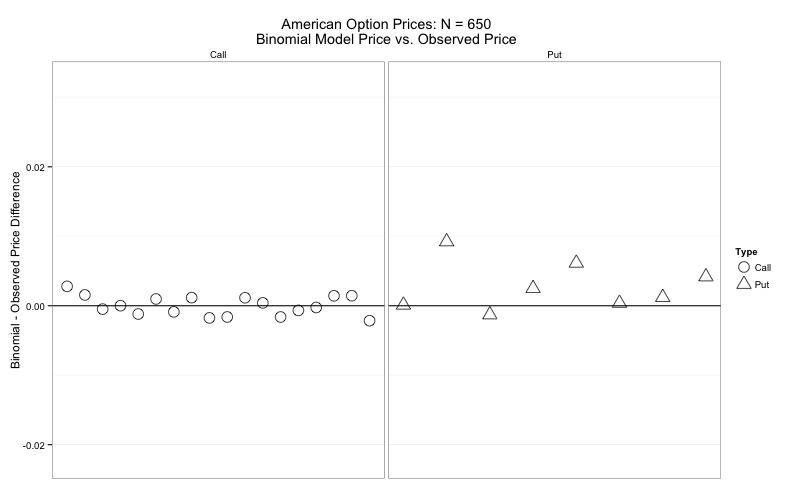 American Option Prices: N = 650
Binomial Model Price vs. Observed Price
Call
Put
Binomial - Observed Price Difference
0.02
0.00
-0.02
Type
Call
Put